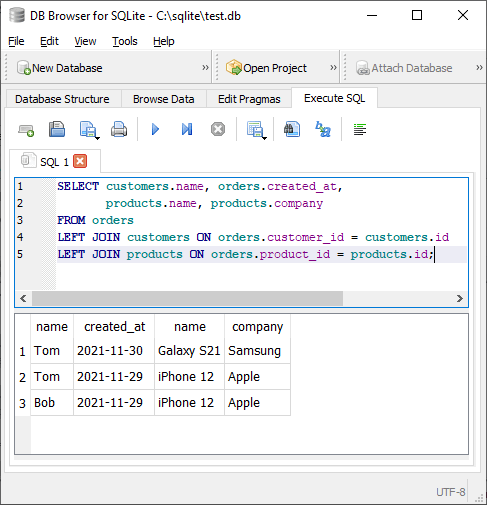 DB Browser for SQLite - C:\sqlite\test.db
File Edit View Tools Help
New Database » Open Project » Attach Database »
Database Structure Browse Data Edit Pragmas Execute SQL
SQL 1
1 SELECT customers.name, orders.created_at,
2 products.name, products.company
3 FROM orders
4 LEFT JOIN customers ON orders.customer_id = customers.id
5 LEFT JOIN products ON orders.product_id = products.id;
name created_at name company
1 Tom 2021-11-30 Galaxy S21 Samsung
2 Tom 2021-11-29 iPhone 12 Apple
3 Bob 2021-11-29 iPhone 12 Apple
UTF-8